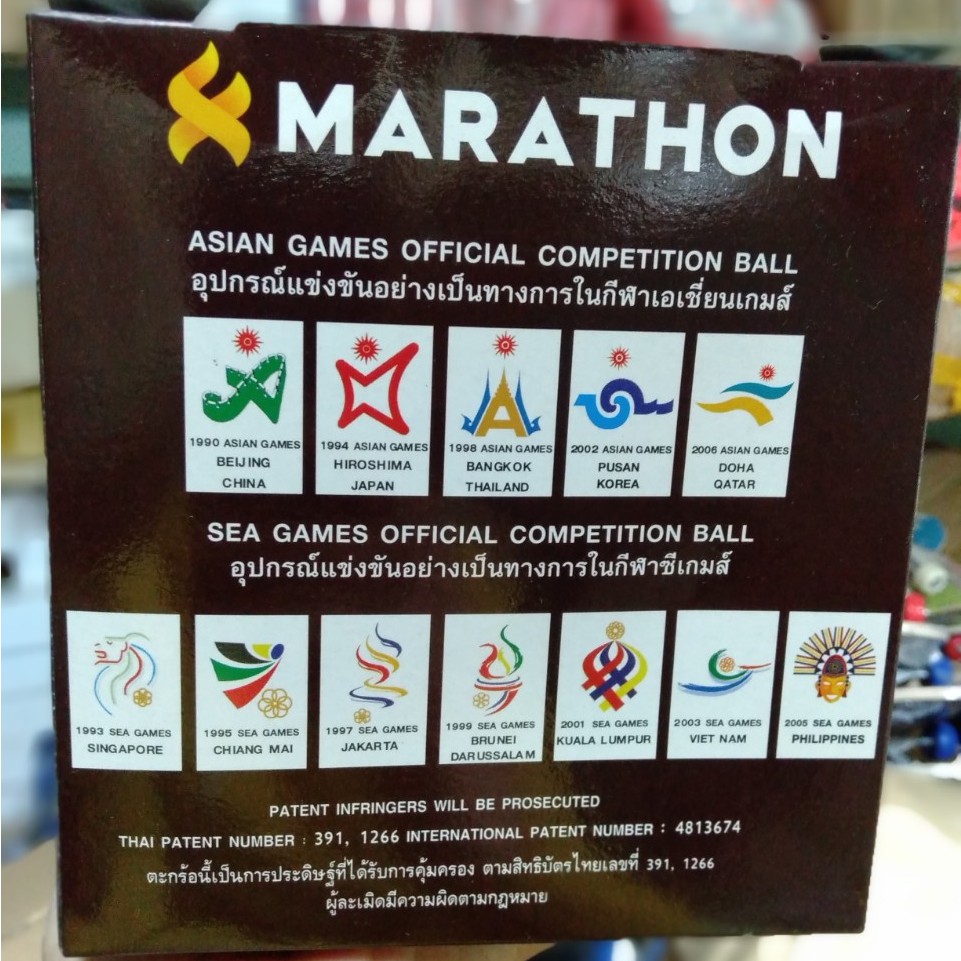 MARATHON
ASIAN GAMES OFFICIAL COMPETITION BALL
อุปกรณ์แข่งขันอย่างเป็นทางการในกีฬาเอเชี่ยนเกมส์
1990 ASIAN GAMES
BEIJING
CHINA
1994 ASIAN GAMES
HIROSHIMA
JAPAN
1998 ASIAN GAMES
BANGKOK
THAILAND
2002 ASIAN GAMES
PUSAN
KOREA
2006 ASIAN GAMES
DOHA
QATAR
SEA GAMES OFFICIAL COMPETITION BALL
อุปกรณ์แข่งขันอย่างเป็นทางการในกีฬาซีเกมส์
1993 SEA GAMES
SINGAPORE
1995 SEA GAMES
CHIANG MAI
1997 SEA GAMES
JAKARTA
1999 SEA GAMES
BRUNEI
DARUSSALAM
2001 SEA GAMES
KUALA LUMPUR
2003 SEA GAMES
VIET NAM
2005 SEA GAMES
PHILIPPINES
PATENT INFRINGERS WILL BE PROSECUTED
THAI PATENT NUMBER : 391, 1266 INTERNATIONAL PATENT NUMBER : 4813674
ตะกร้อนี้เป็นการประดิษฐ์ที่ได้รับการคุ้มครอง ตามสิทธิบัตรไทยเลขที่ 391, 1266
ผู้ละเมิดมีความผิดตามกฎหมาย